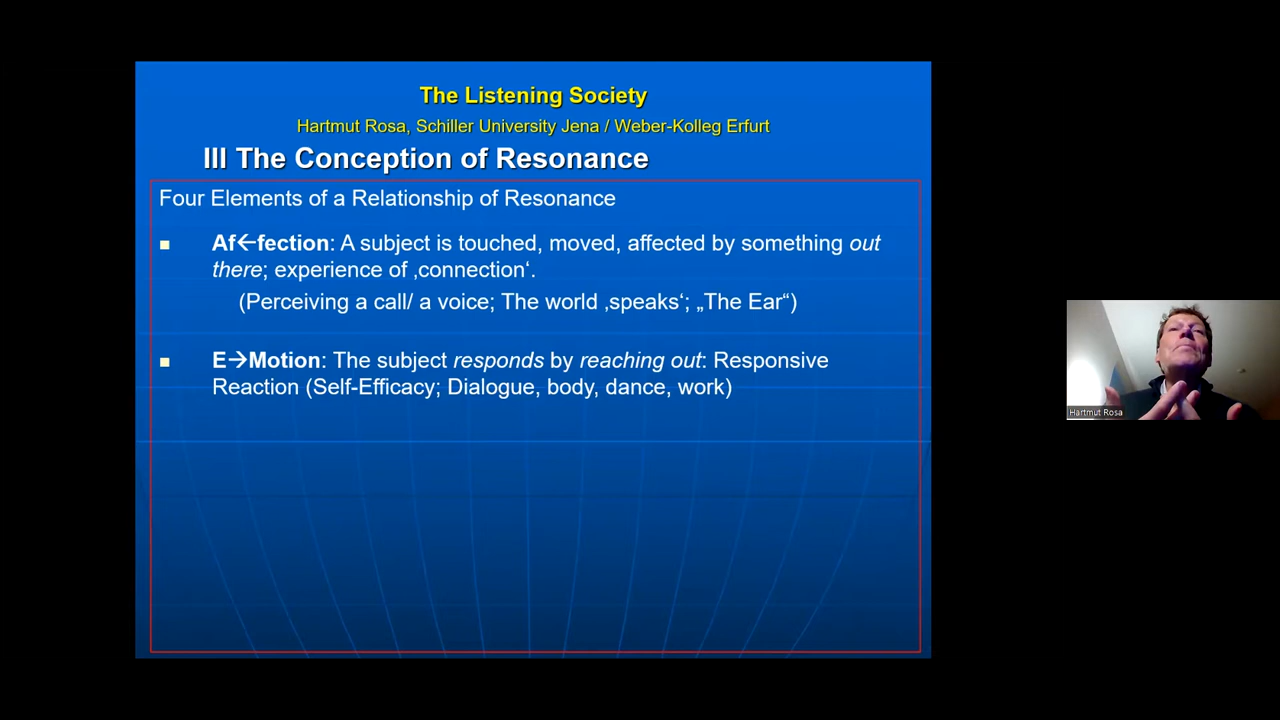 The Listening Society
Hartmut Rosa, Schiller University Jena / Weber-Kolleg Erfurt
III The Conception of Resonance
Four Elements of a Relationship of Resonance
■ Af←fection: A subject is touched, moved, affected by something out
there; experience of ‚connection‘.
(Perceiving a call/ a voice; The world ‚speaks‘; „The Ear“)
■ E→Motion: The subject responds by reaching out: Responsive
Reaction (Self-Efficacy; Dialogue, body, dance, work)
Hartmut Rosa